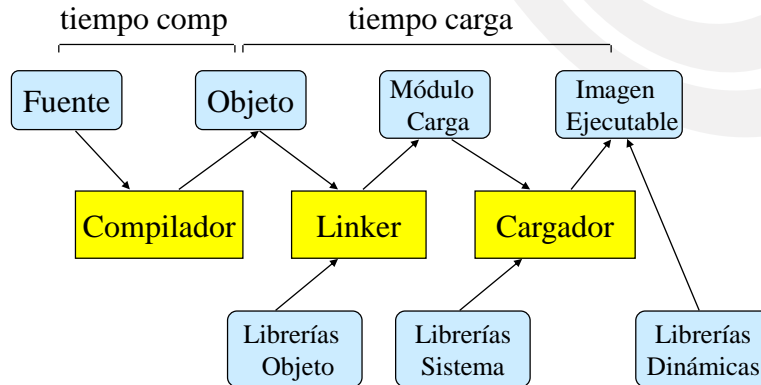 tiempo comp
tiempo carga
Fuente
Objeto
Módulo
Carga
Imagen
Ejecutable
Compilador
Linker
Cargador
Librerías
Objeto
Librerías
Sistema
Librerías
Dinámicas